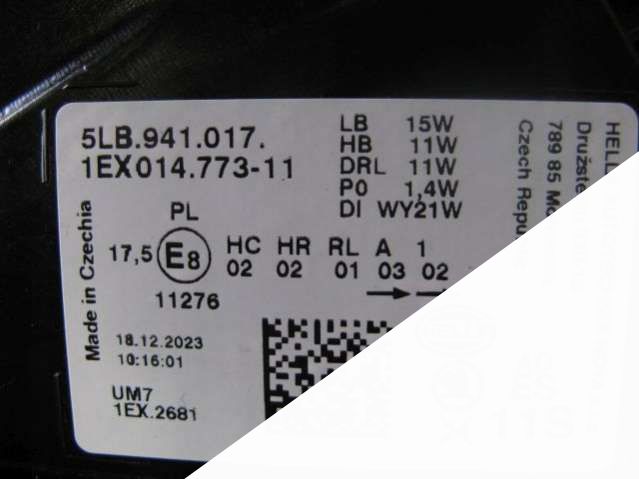 5LB.941.017.
1EX014.773-11
LB 15W
HB 11W
DRL 11W
PO 1,4W
DI WY21W
PL
17,5 E8 HC HR RL A 1
02 02 01 03 02
11276
Made in Czechia
18.12.2023
10:16:01
UM7
1EX.2681
HELL
Družste
789 85 Mo
Czech Repu